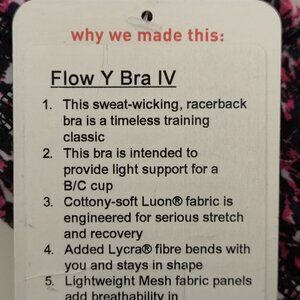 why we made this:
Flow Y Bra IV
1. This sweat-wicking, racerback
bra is a timeless training
classic
2. This bra is intended to
provide light support for a
B/C cup
3. Cottony-soft Luon® fabric is
engineered for serious stretch
and recovery
4. Added Lycra® fibre bends with
you and stays in shape
5. Lightweight Mesh fabric panels
add breathability in